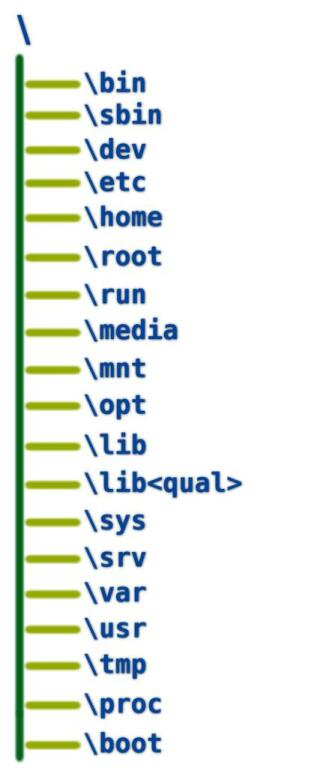 \
\bin
\sbin
\dev
\etc
\home
\root
\run
\media
\mnt
\opt
\lib
\lib<qual>
\sys
\srv
\var
\usr
\tmp
\proc
\boot